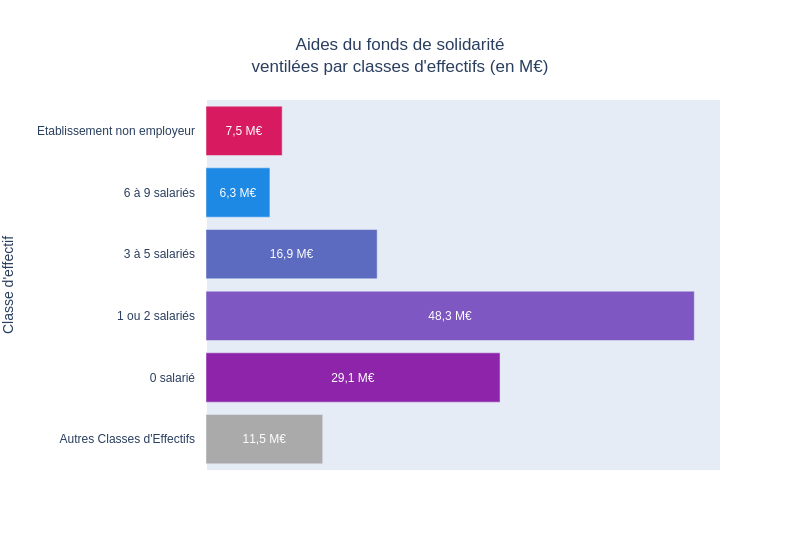 Aides du fonds de solidarité
ventilées par classes d'effectifs (en M€)
Classe d'effectif
Etablissement non employeur
7,5 M€
6 à 9 salariés
6,3 M€
3 à 5 salariés
16,9 M€
1 ou 2 salariés
48,3 M€
0 salarié
29,1 M€
Autres Classes d'Effectifs
11,5 M€